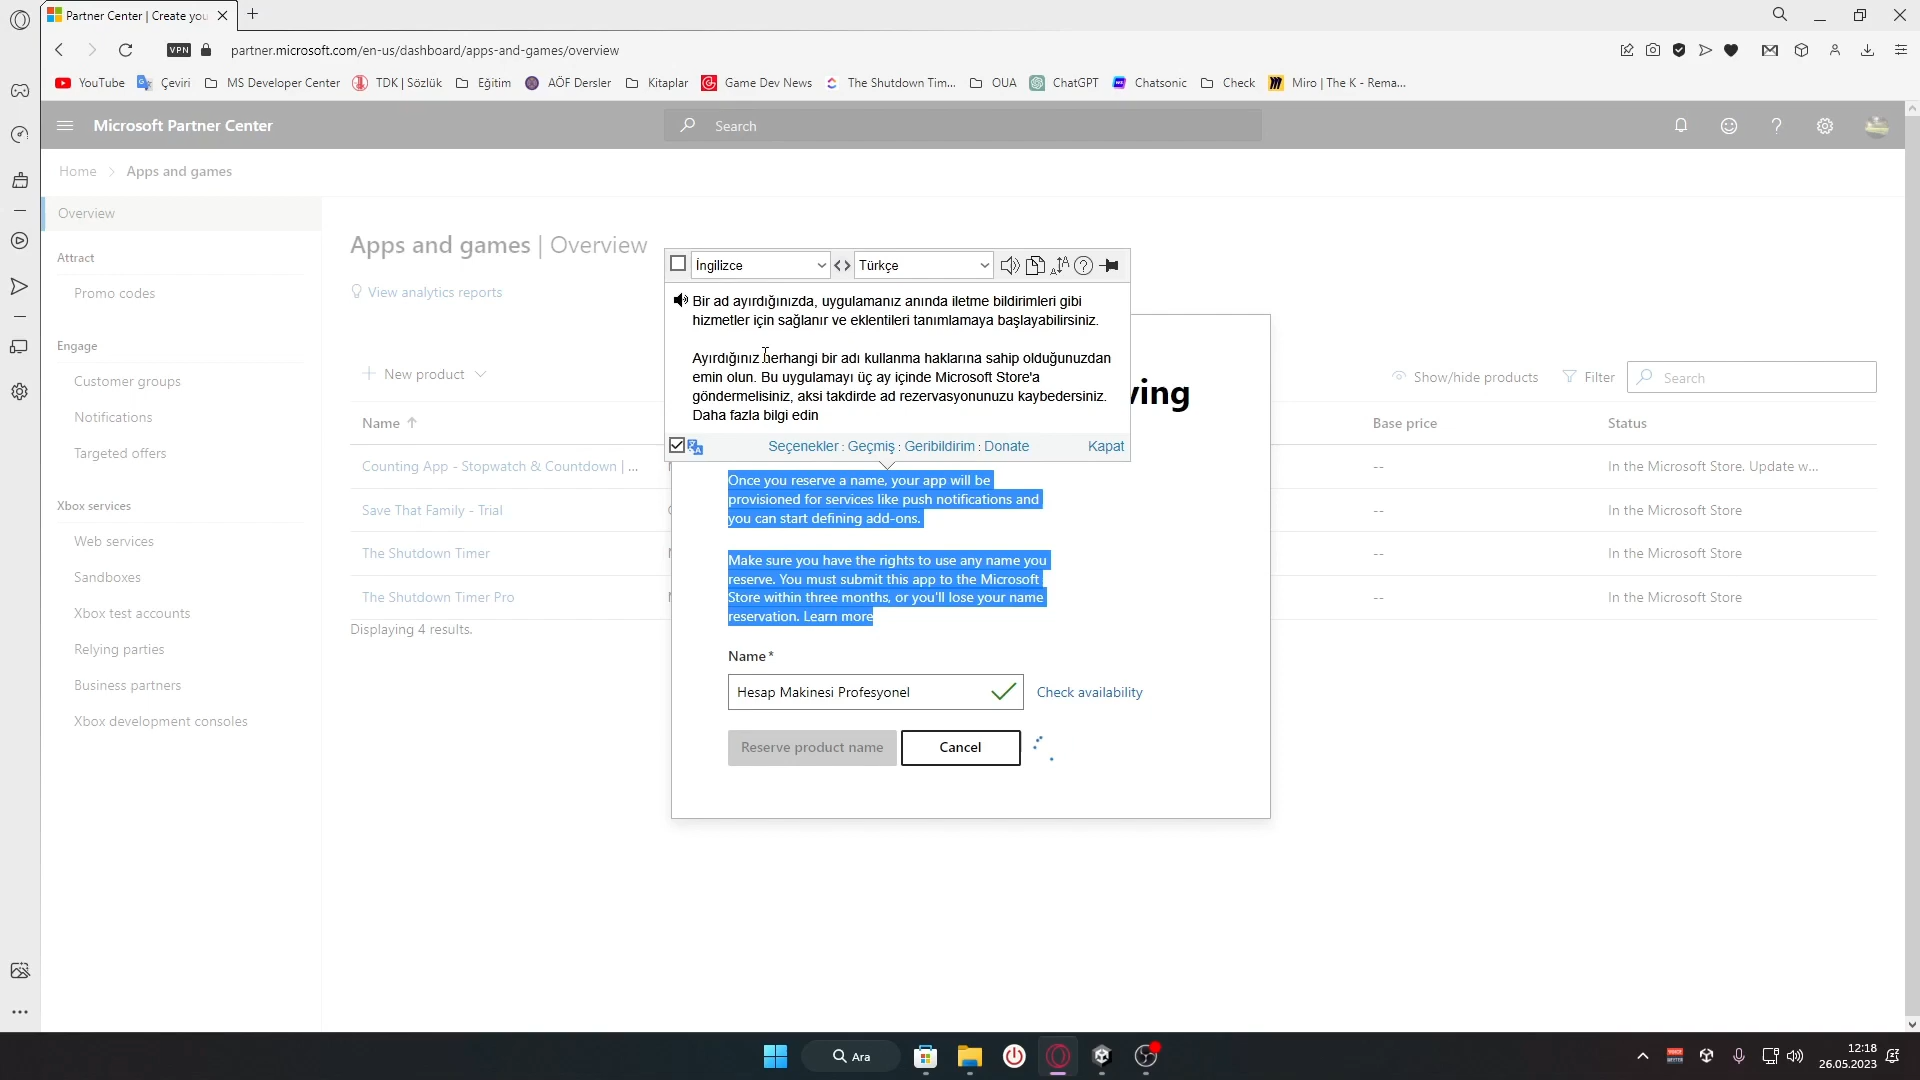 Partner Center | Create you
VPN
partner.microsoft.com/en-us/dashboard/apps-and-games/overview
YouTube
Çeviri
MS Developer Center
TDK | Sözlük
Eğitim
AÖF Dersler
Kitaplar
Game Dev News
The Shutdown Tim...
OUA
ChatGPT
Chatsonic
Check
Miro | The K - Rema...
Microsoft Partner Center
Search
Home
Apps and games
Overview
Attract
Promo codes
Engage
Customer groups
Notifications
Targeted offers
Xbox services
Web services
Sandboxes
Xbox test accounts
Relying parties
Business partners
Xbox development consoles
Apps and games | Overview
View analytics reports
New product
Show/hide products
Filter
Search
Name
Base price
Status
Counting App - Stopwatch & Countdown | ...
--
In the Microsoft Store. Update w...
Save That Family - Trial
--
In the Microsoft Store
The Shutdown Timer
--
In the Microsoft Store
The Shutdown Timer Pro
--
In the Microsoft Store
Displaying 4 results.
İngilizce
Türkçe
Bir ad ayırdığınızda, uygulamanız anında iletme bildirimleri gibi
hizmetler için sağlanır ve eklentileri tanımlamaya başlayabilirsiniz.
Ayırdığınız herhangi bir adı kullanma haklarına sahip olduğunuzdan
emin olun. Bu uygulamayı üç ay içinde Microsoft Store'a
göndermelisiniz, aksi takdirde ad rezervasyonunuzu kaybedersiniz.
Daha fazla bilgi edin
Seçenekler : Geçmiş : Geribildirim : Donate
Kapat
ving
Once you reserve a name, your app will be
provisioned for services like push notifications and
you can start defining add-ons.
Make sure you have the rights to use any name you
reserve. You must submit this app to the Microsoft
Store within three months, or you'll lose your name
reservation. Learn more
Name*
Hesap Makinesi Profesyonel
Check availability
Reserve product name
Cancel
Ara
12:18
26.05.2023